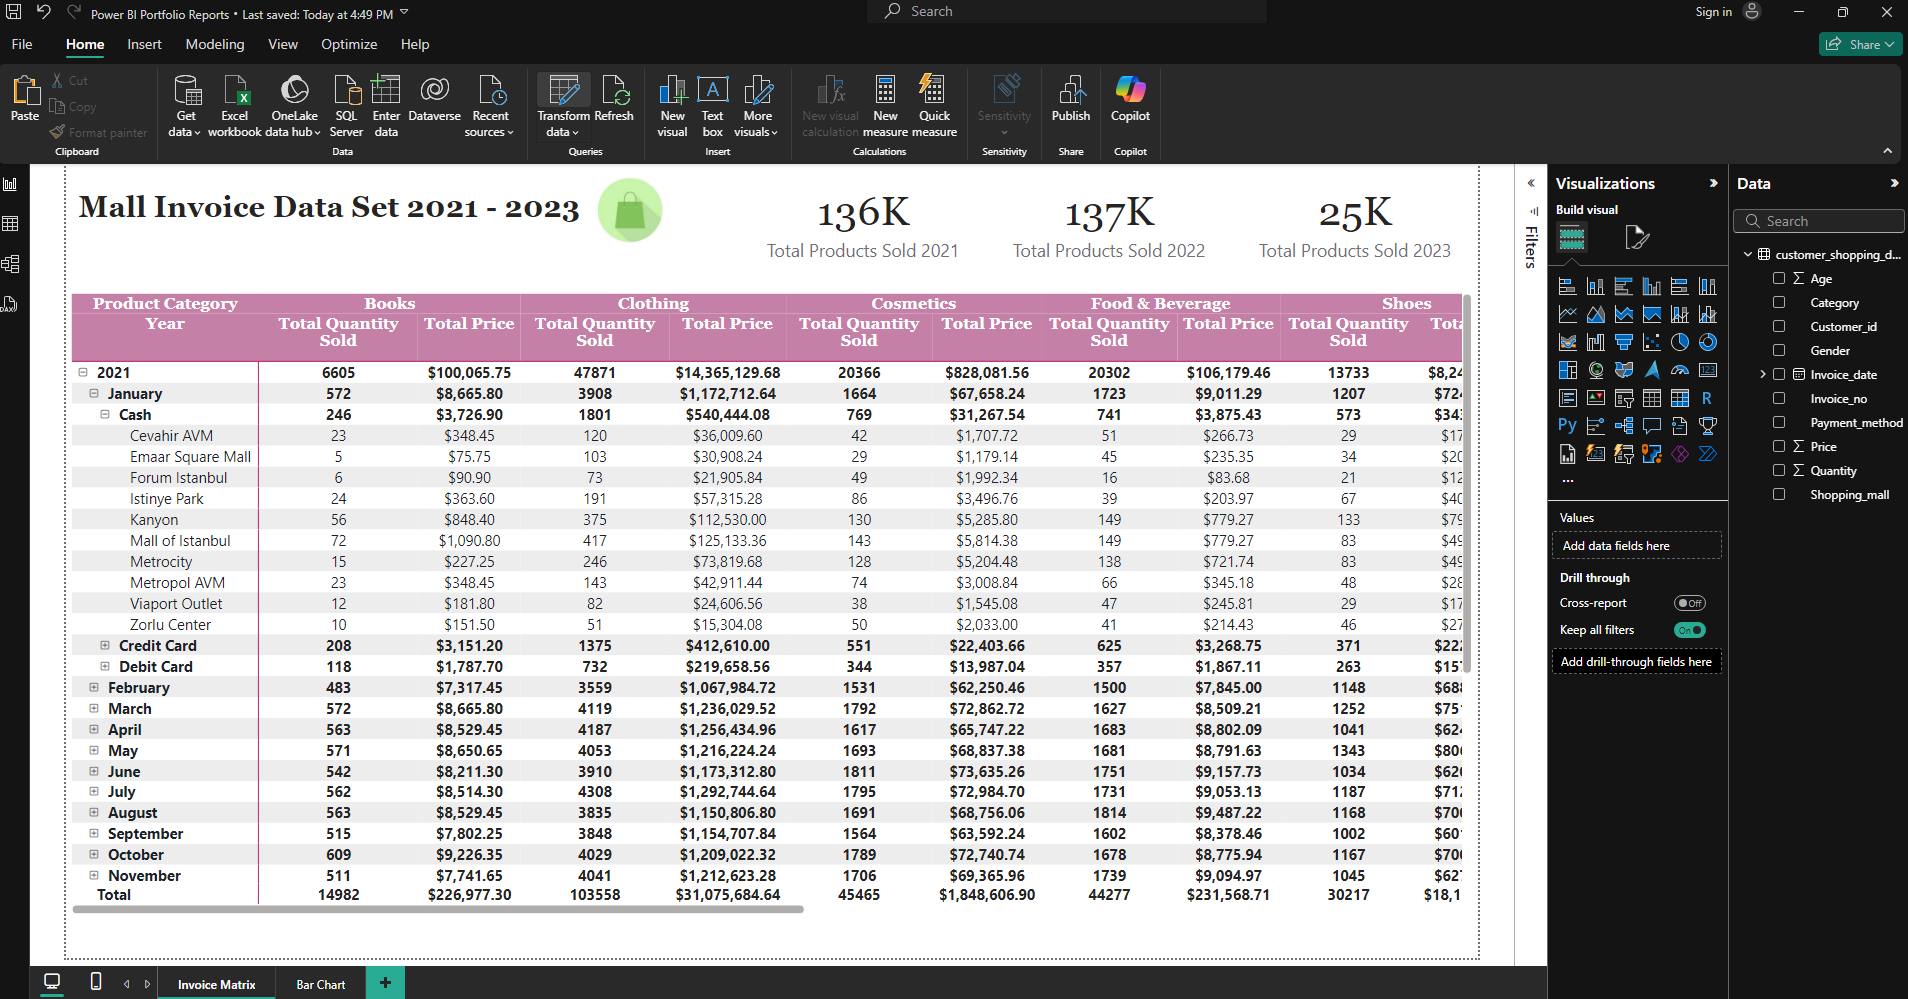 Power BI Portfolio Reports • Last saved: Today at 4:49 PM
Search
Sign in
File Home Insert Modeling View Optimize Help
Share
Paste
Cut
Copy
Format painter
Clipboard
Get data
Excel workbook
OneLake data hub
SQL Server
Enter data
Dataverse
Recent sources
Data
Transform data
Refresh
Queries
New visual
Text box
More visuals
Insert
New visual calculation
New measure
Quick measure
Calculations
Sensitivity
Sensitivity
Publish
Share
Copilot
Copilot
Mall Invoice Data Set 2021 - 2023
136K
Total Products Sold 2021
137K
Total Products Sold 2022
25K
Total Products Sold 2023
Product Category Books Clothing Cosmetics Food & Beverage Shoes
Year Total Quantity Sold Total Price Total Quantity Sold Total Price Total Quantity Sold Total Price Total Quantity Sold Total Price Total Quantity Sold
2021 6605 $100,065.75 47871 $14,365,129.68 20366 $828,081.56 20302 $106,179.46 13733 $8,24
January 572 $8,665.80 3908 $1,172,712.64 1664 $67,658.24 1723 $9,011.29 1207 $72
Cash 246 $3,726.90 1801 $540,444.08 769 $31,267.54 741 $3,875.43 573 $34
Cevahir AVM 23 $348.45 120 $36,009.60 42 $1,707.72 51 $266.73 29 $17
Emaar Square Mall 5 $75.75 103 $30,908.24 29 $1,179.14 45 $235.35 34 $20
Forum Istanbul 6 $90.90 73 $21,905.84 49 $1,992.34 16 $83.68 21 $12
Istinye Park 24 $363.60 191 $57,315.28 86 $3,496.76 39 $203.97 67 $40
Kanyon 56 $848.40 375 $112,530.00 130 $5,285.80 149 $779.27 133 $79
Mall of Istanbul 72 $1,090.80 417 $125,133.36 143 $5,814.38 149 $779.27 83 $49
Metrocity 15 $227.25 246 $73,819.68 128 $5,204.48 138 $721.74 83 $49
Metropol AVM 23 $348.45 143 $42,911.44 74 $3,008.84 66 $345.18 48 $28
Viaport Outlet 12 $181.80 82 $24,606.56 38 $1,545.08 47 $245.81 29 $17
Zorlu Center 10 $151.50 51 $15,304.08 50 $2,033.00 41 $214.43 46 $27
Credit Card 208 $3,151.20 1375 $412,610.00 551 $22,403.66 625 $3,268.75 371 $22
Debit Card 118 $1,787.70 732 $219,658.56 344 $13,987.04 357 $1,867.11 263 $15
February 483 $7,317.45 3559 $1,067,984.72 1531 $62,250.46 1500 $7,845.00 1148 $68
March 572 $8,665.80 4119 $1,236,029.52 1792 $72,862.72 1627 $8,509.21 1252 $75
April 563 $8,529.45 4187 $1,256,434.96 1617 $65,747.22 1683 $8,802.09 1041 $62
May 571 $8,650.65 4053 $1,216,224.24 1693 $68,837.38 1681 $8,791.63 1343 $80
June 542 $8,211.30 3910 $1,173,312.80 1811 $73,635.26 1751 $9,157.73 1034 $62
July 562 $8,514.30 4308 $1,292,744.64 1795 $72,984.70 1731 $9,053.13 1187 $71
August 563 $8,529.45 3835 $1,150,806.80 1691 $68,756.06 1814 $9,487.22 1168 $70
September 515 $7,802.25 3848 $1,154,707.84 1564 $63,592.24 1602 $8,378.46 1002 $60
October 609 $9,226.35 4029 $1,209,022.32 1789 $72,740.74 1678 $8,775.94 1167 $70
November 511 $7,741.65 4041 $1,212,623.28 1706 $69,365.96 1739 $9,094.97 1045 $62
Total 14982 $226,977.30 103558 $31,075,684.64 45465 $1,848,606.90 44277 $231,568.71 30217 $18,1
Filters
Visualizations
Build visual
123
R
Py
Values
Add data fields here
Drill through
Cross-report Off
Keep all filters On
Add drill-through fields here
Data
Search
customer_shopping_d...
Age
Category
Customer_id
Gender
Invoice_date
Invoice_no
Payment_method
Price
Quantity
Shopping_mall
Invoice Matrix
Bar Chart